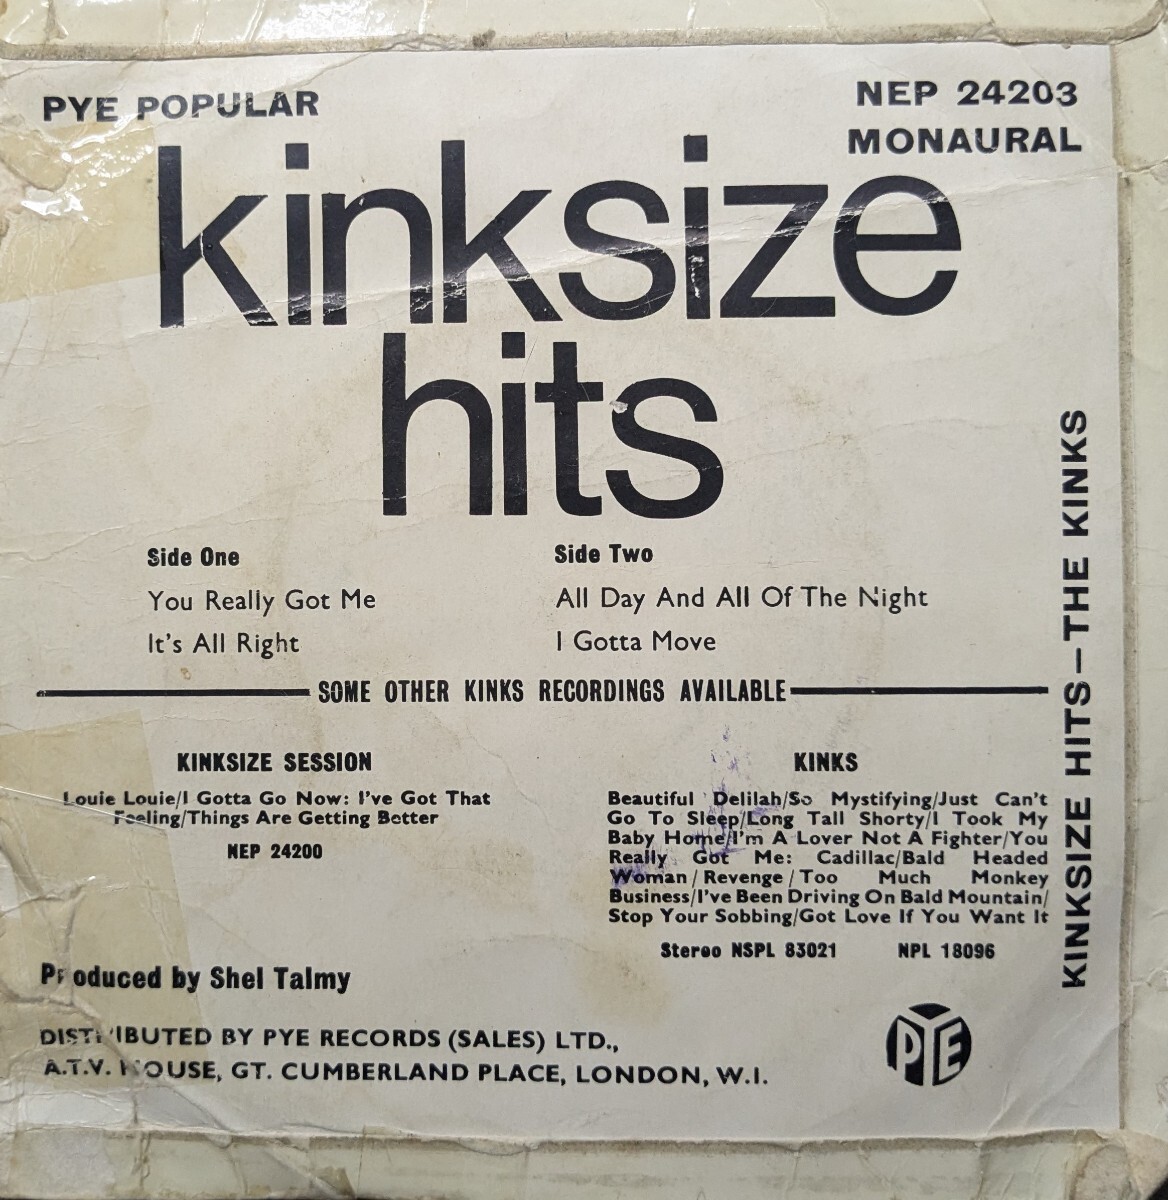 PYE POPULAR
NEP 24203
MONAURAL
kinksize
hits
Side One
You Really Got Me
It's All Right
Side Two
All Day And All Of The Night
I Gotta Move
SOME OTHER KINKS RECORDINGS AVAILABLE
KINKSIZE SESSION
Louie Louie/I Gotta Go Now: I've Got That
Feeling/Things Are Getting Better
NEP 24200
KINKS
Beautiful Delilah/So Mystifying/Just Can't
Go To Sleep/Long Tall Shorty/I Took My
Baby Home/I'm A Lover Not A Fighter/You
Really Got Me: Cadillac/Bald Headed
Woman/Revenge/Too Much Monkey
Business/I've Been Driving On Bald Mountain/
Stop Your Sobbing/Got Love If You Want It
Stereo NSPL 83021 NPL 18096
Produced by Shel Talmy
DISTRIBUTED BY PYE RECORDS (SALES) LTD.,
A.T.V. HOUSE, GT. CUMBERLAND PLACE, LONDON, W.I.
PYE
KINKSIZE HITS—THE KINKS